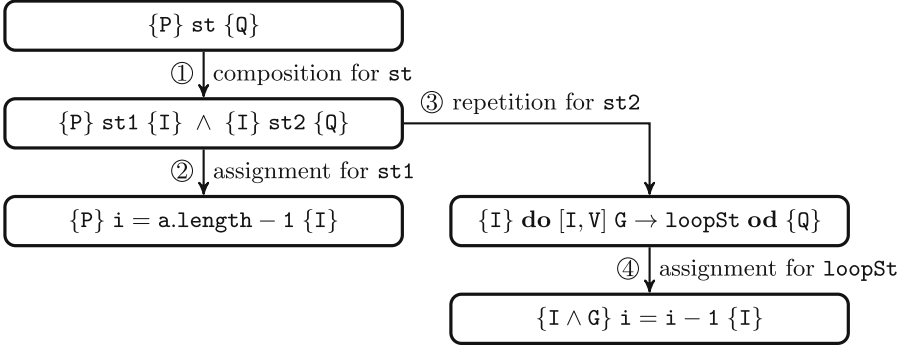 {P} st {Q}
① composition for st
{P} st1 {I} ∧ {I} st2 {Q}
③ repetition for st2
② assignment for st1
{P} i = a.length − 1 {I}
{I} do [I, V] G → loopSt od {Q}
④ assignment for loopSt
{I ∧ G} i = i − 1 {I}